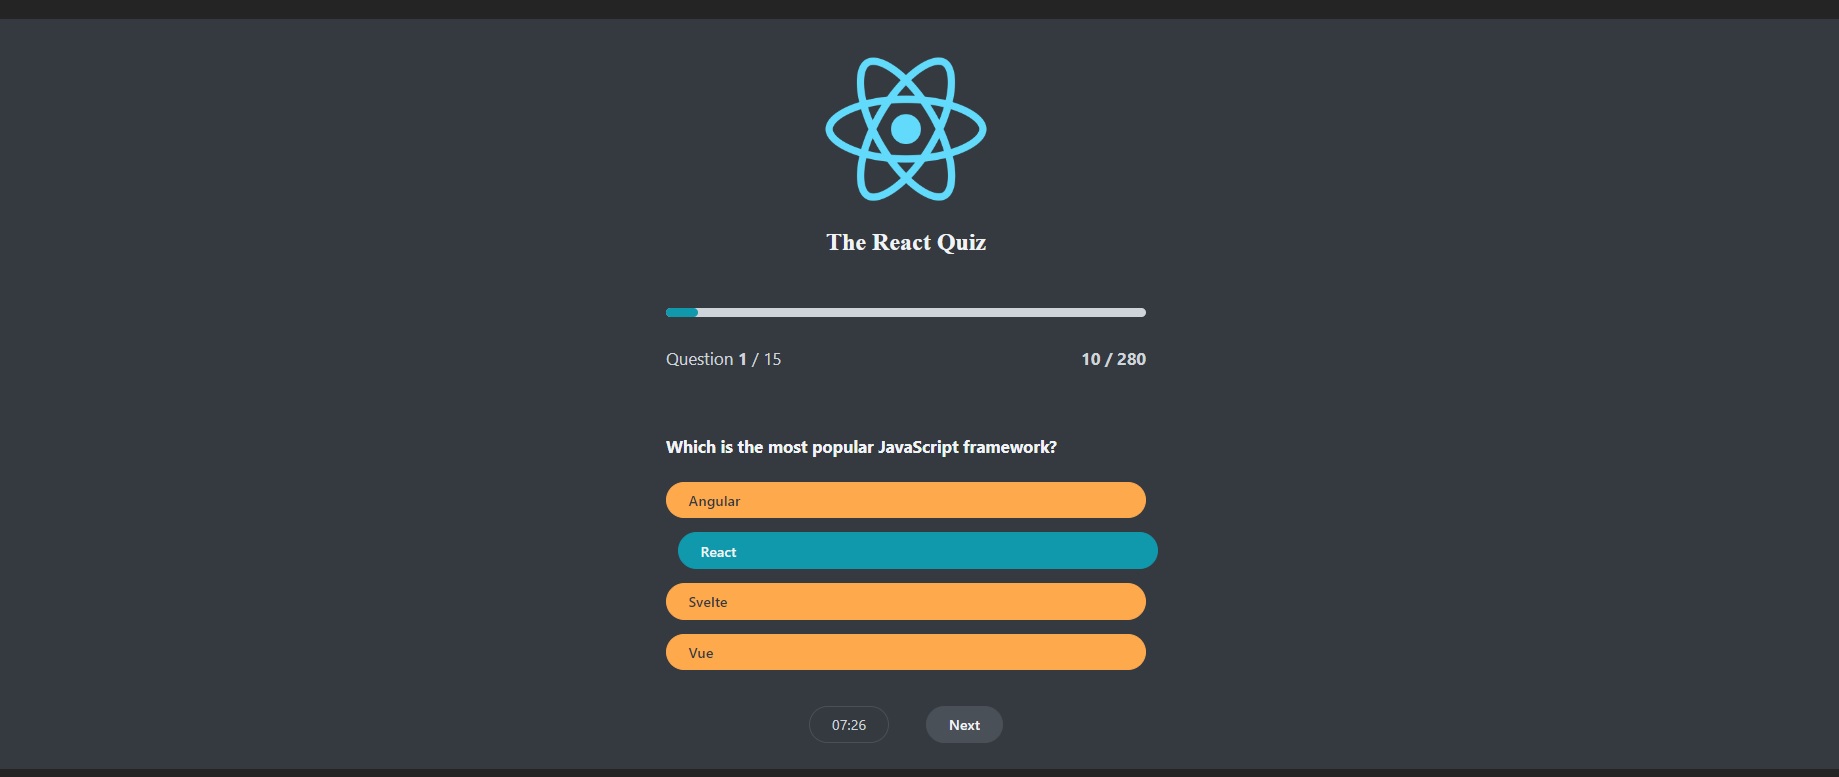 The React Quiz
Question 1 / 15
10 / 280
Which is the most popular JavaScript framework?
Angular
React
Svelte
Vue
07:26
Next